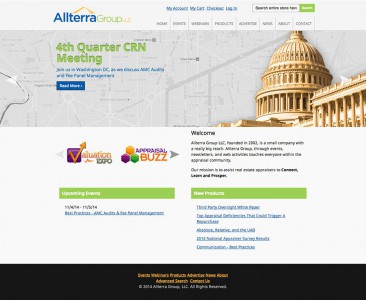 My Account My Cart Checkout Log In
Search entire store here... Search
Allterra Group LLC
HOME EVENTS WEBINARS PRODUCTS ADVERTISE NEWS ABOUT CONTACT
4th Quarter CRN
Meeting
Join us in Washington DC, as we discuss AMC Audits
and Fee Panel Management
Read More ›
Welcome
Allterra Group LLC, founded in 2002, is a small company with
a really big reach. Allterra Group, through events,
newsletters, and web activities touches everyone within the
appraisal community.
Our mission is to assist real estate appraisers to Connect,
Learn and Prosper.
Valuation EXPO
APPRAISAL BUZZ
Upcoming Events
11/4/14 - 11/5/14
Best Practices - AMC Audits & Fee Panel Management
New Products
Third Party Oversight White Paper
Top Appraisal Deficiencies That Could Trigger A
Repurchase
Absolute, Relative, and the UAD
2010 National Appraiser Survey Results
Communication - Best Practices
Events Webinars Products Advertise News About
Advanced Search Contact Us
© 2014 Allterra Group, LLC. All Rights Reserved.